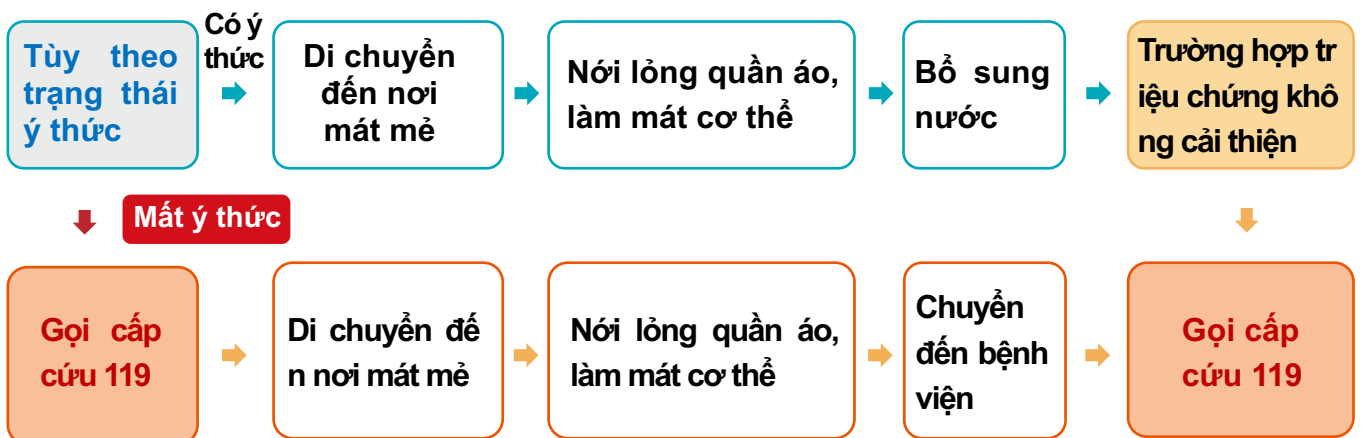 Tùy theo
trạng thái
ý thức
Có ý
thức
Di chuyển
đến nơi
mát mẻ
Nới lỏng quần áo,
làm mát cơ thể
Bổ sung
nước
Trường hợp tr
iệu chứng khô
ng cải thiện
Mất ý thức
Gọi cấp
cứu 119
Di chuyển đế
n nơi mát mẻ
Nới lỏng quần áo,
làm mát cơ thể
Chuyển
đến bệnh
viện
Gọi cấp
cứu 119